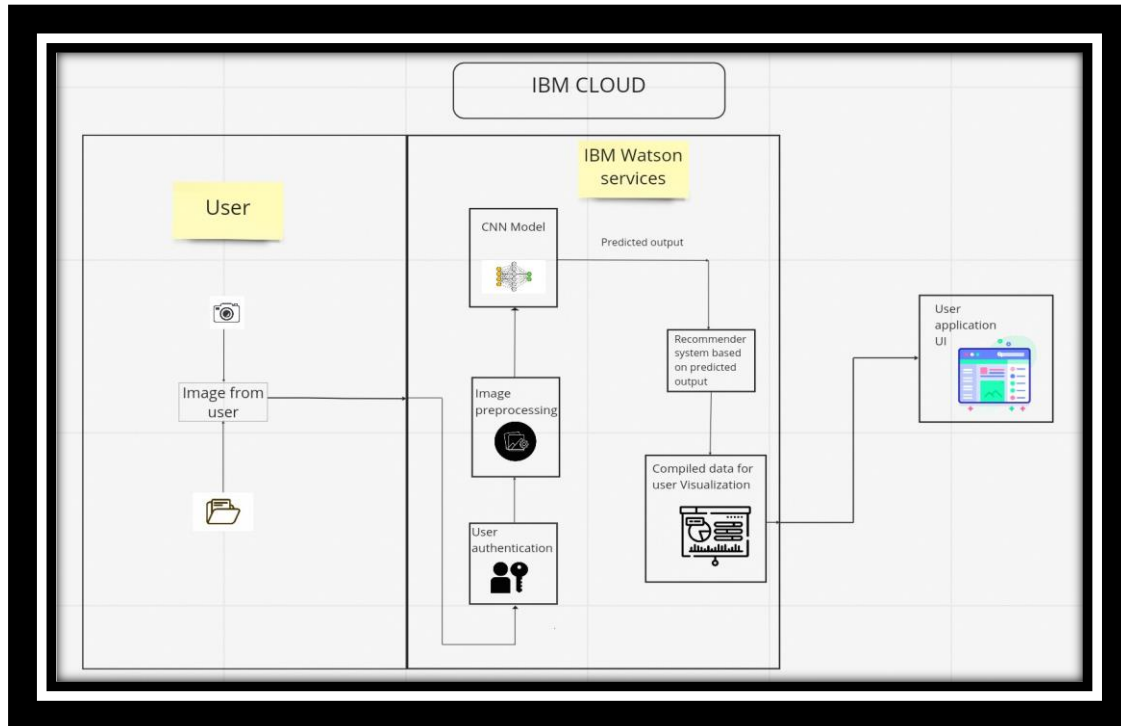 IBM CLOUD
User
Image from
user
IBM Watson
services
CNN Model
Predicted output
Recommender
system based
on predicted
output
Image
preprocessing
User
authentication
Compiled data for
user Visualization
User
application
UI